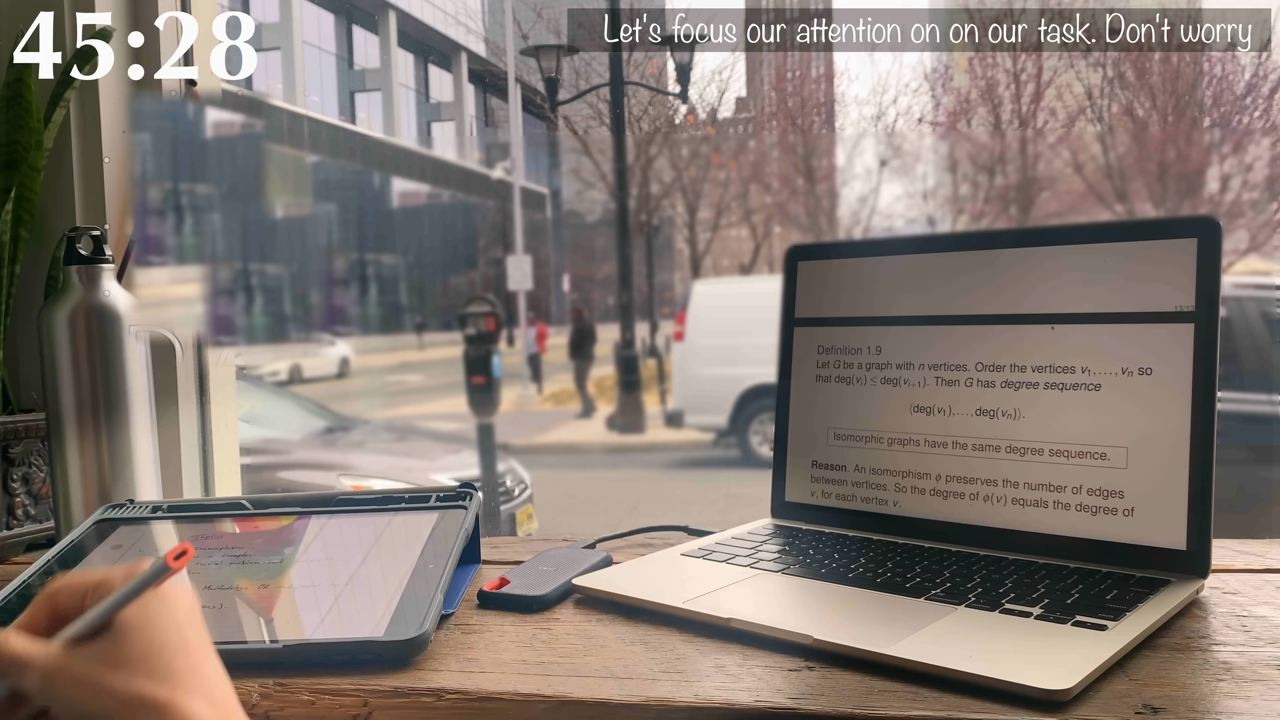 45:28
Let's focus our attention on on our task. Don't worry
13/13
Definition 1.9
Let G be a graph with n vertices. Order the vertices v₁,...,vₙ so
that deg(vᵢ) ≤ deg(vᵢ₊₁). Then G has degree sequence
⟨deg(v₁),...,deg(vₙ)⟩.
Isomorphic graphs have the same degree sequence.
Reason. An isomorphism ϕ preserves the number of edges
between vertices. So the degree of ϕ(v) equals the degree of
v, for each vertex v.